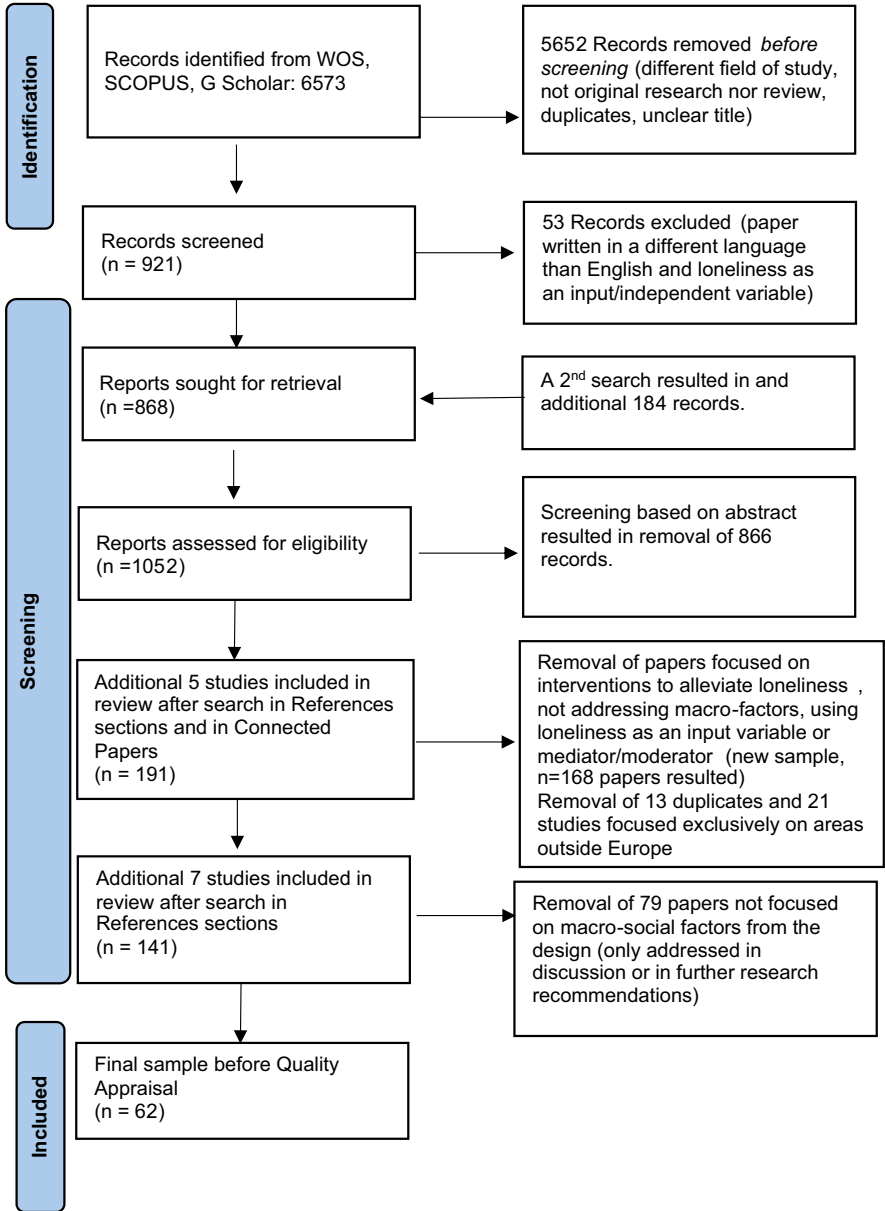 Identification
Records identified from WOS,
SCOPUS, G Scholar: 6573
5652 Records removed before
screening (different field of study,
not original research nor review,
duplicates, unclear title)
Records screened
(n = 921)
53 Records excluded (paper
written in a different language
than English and loneliness as
an input/independent variable)
Screening
Reports sought for retrieval
(n =868)
A 2nd search resulted in and
additional 184 records.
Reports assessed for eligibility
(n =1052)
Screening based on abstract
resulted in removal of 866
records.
Additional 5 studies included in
review after search in References
sections and in Connected
Papers
(n = 191)
Removal of papers focused on
interventions to alleviate loneliness ,
not addressing macro-factors, using
loneliness as an input variable or
mediator/moderator (new sample,
n=168 papers resulted)
Removal of 13 duplicates and 21
studies focused exclusively on areas
outside Europe
Additional 7 studies included in
review after search in
References sections
(n = 141)
Removal of 79 papers not focused
on macro-social factors from the
design (only addressed in
discussion or in further research
recommendations)
Included
Final sample before Quality
Appraisal
(n = 62)